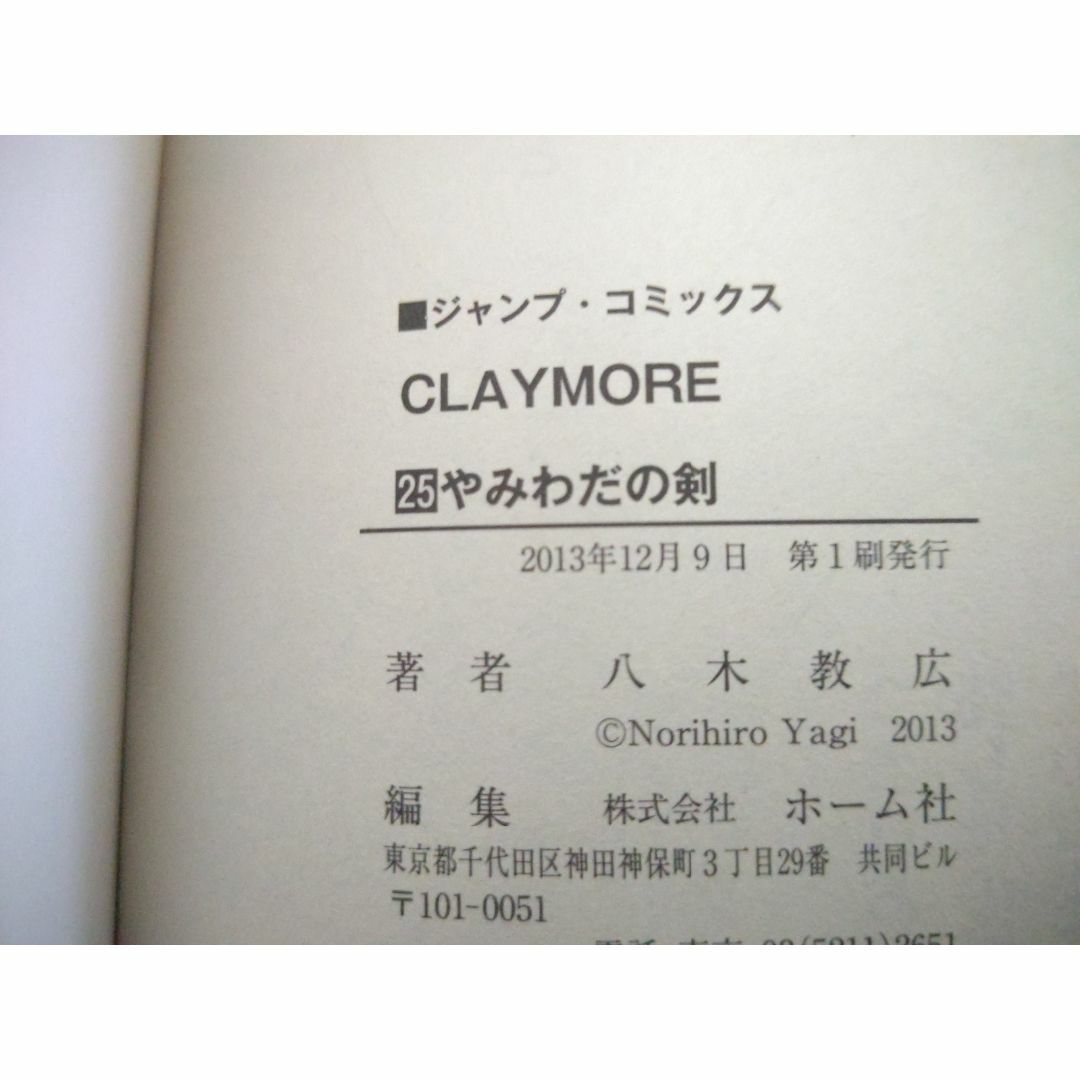 ■ジャンプ・コミックス
CLAYMORE
25やみわだの剣
2013年12月9日 第1刷発行
著者 八木教広
©Norihiro Yagi 2013
編集 株式会社 ホーム社
東京都千代田区神田神保町3丁目29番 共同ビル
〒101-0051